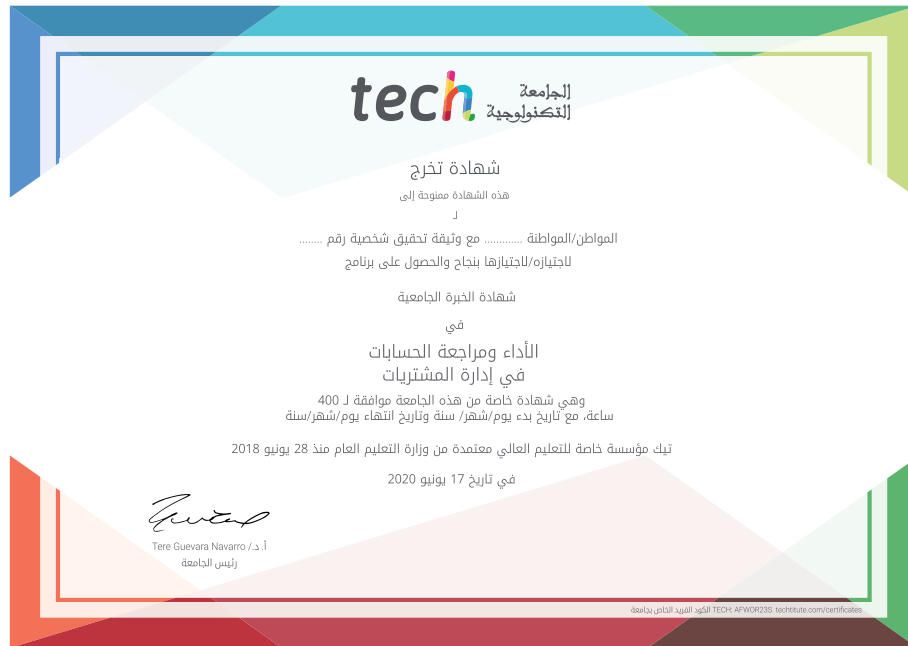 tech الجامعة
التكنولوجية
شهادة تخرج
هذه الشهادة ممنوحة إلى
لـ
المواطن/المواطنة ............ مع وثيقة تحقيق شخصية رقم ........
لاجتيازه/لاجتيازها بنجاح والحصول على برنامج
شهادة الخبرة الجامعية
في
الأداء ومراجعة الحسابات
في إدارة المشتريات
وهي شهادة خاصة من هذه الجامعة موافقة لـ 400
ساعة، مع تاريخ بدء يوم/شهر/ سنة وتاريخ انتهاء يوم/شهر/سنة
تيك مؤسسة خاصة للتعليم العالي معتمدة من وزارة التعليم العام منذ 28 يونيو 2018
في تاريخ 17 يونيو 2020
أ.د./ Tere Guevara Navarro
رئيس الجامعة
الكود الفريد الخاص بجامعة TECH: AFWOR23S techtitute.com/certificates